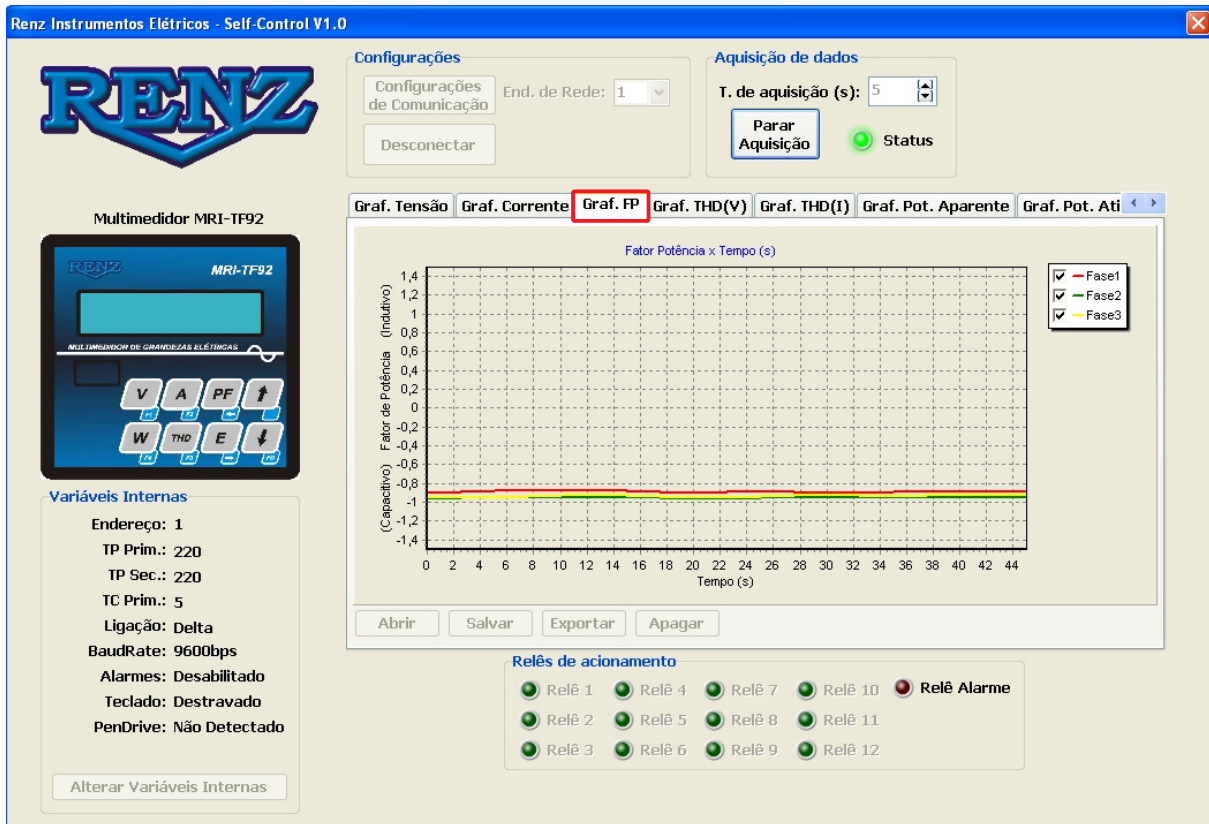 Renz Instrumentos Elétricos - Self-Control V1.0
RENZ
Configurações
Configurações
de Comunicação
End. de Rede: 1
Desconectar
Aquisição de dados
T. de aquisição (s): 5
Parar
Aquisição
Status
Multimedidor MRI-TF92
RENZ
MRI-TF92
MULTIMEDIDOR DE GRANDEZAS ELÉTRICAS
V A PF
W THD E
Graf. Tensão Graf. Corrente Graf. FP Graf. THD(V) Graf. THD(I) Graf. Pot. Aparente Graf. Pot. Ati
Fator Potência x Tempo (s)
(Capacitivo) Fator de Potência (Indutivo)
1,4
1,2
1
0,8
0,6
0,4
0,2
0
-0,2
-0,4
-0,6
-0,8
-1
-1,2
-1,4
0 2 4 6 8 10 12 14 16 18 20 22 24 26 28 30 32 34 36 38 40 42 44
Tempo (s)
Fase1
Fase2
Fase3
Abrir Salvar Exportar Apagar
Variáveis Internas
Endereço: 1
TP Prim.: 220
TP Sec.: 220
TC Prim.: 5
Ligação: Delta
BaudRate: 9600bps
Alarmes: Desabilitado
Teclado: Destravado
PenDrive: Não Detectado
Alterar Variáveis Internas
Relês de acionamento
Relê 1 Relê 4 Relê 7 Relê 10 Relê Alarme
Relê 2 Relê 5 Relê 8 Relê 11
Relê 3 Relê 6 Relê 9 Relê 12